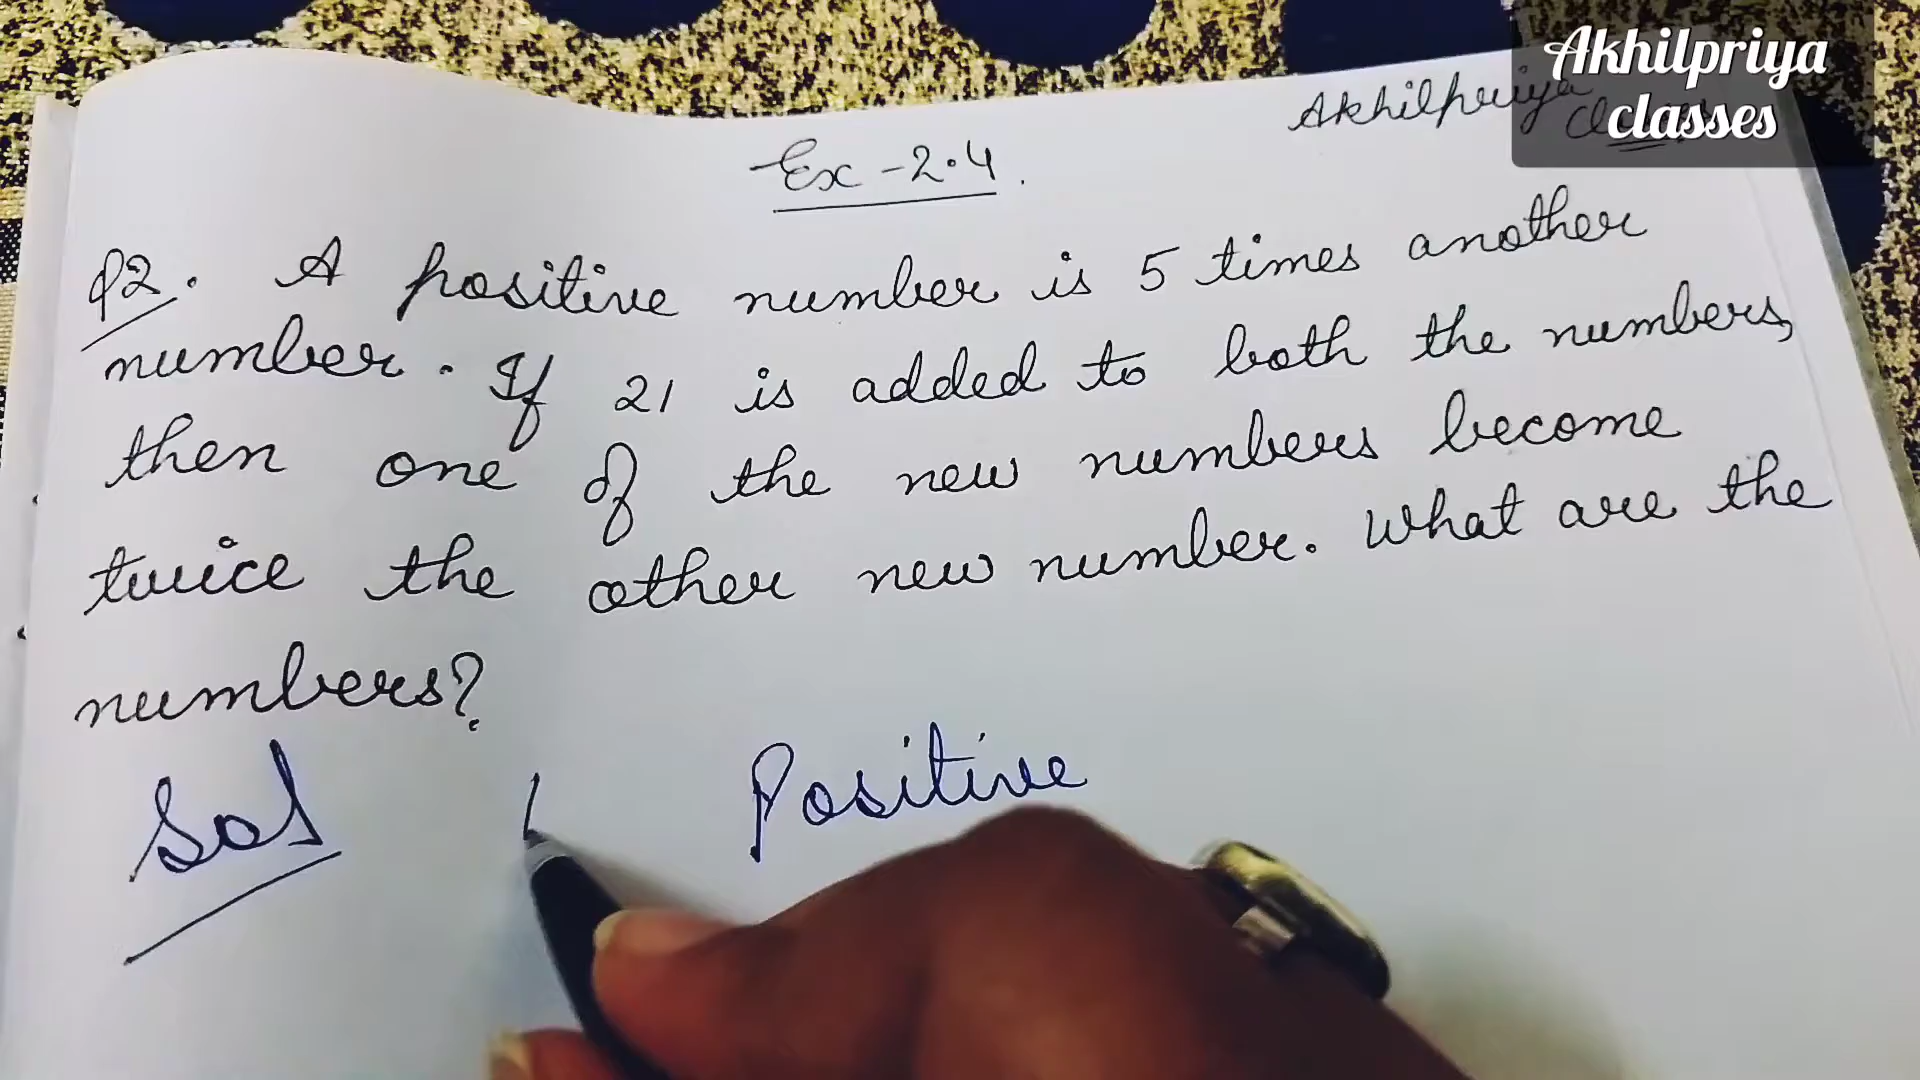 Akhilpriya
classes
Akhilpriya
Ex-2.4.
Q2. A positive number is 5 times another
number. If 21 is added to both the numbers,
then one of the new numbers become
twice the other new number. What are the
numbers?
Sol Positive